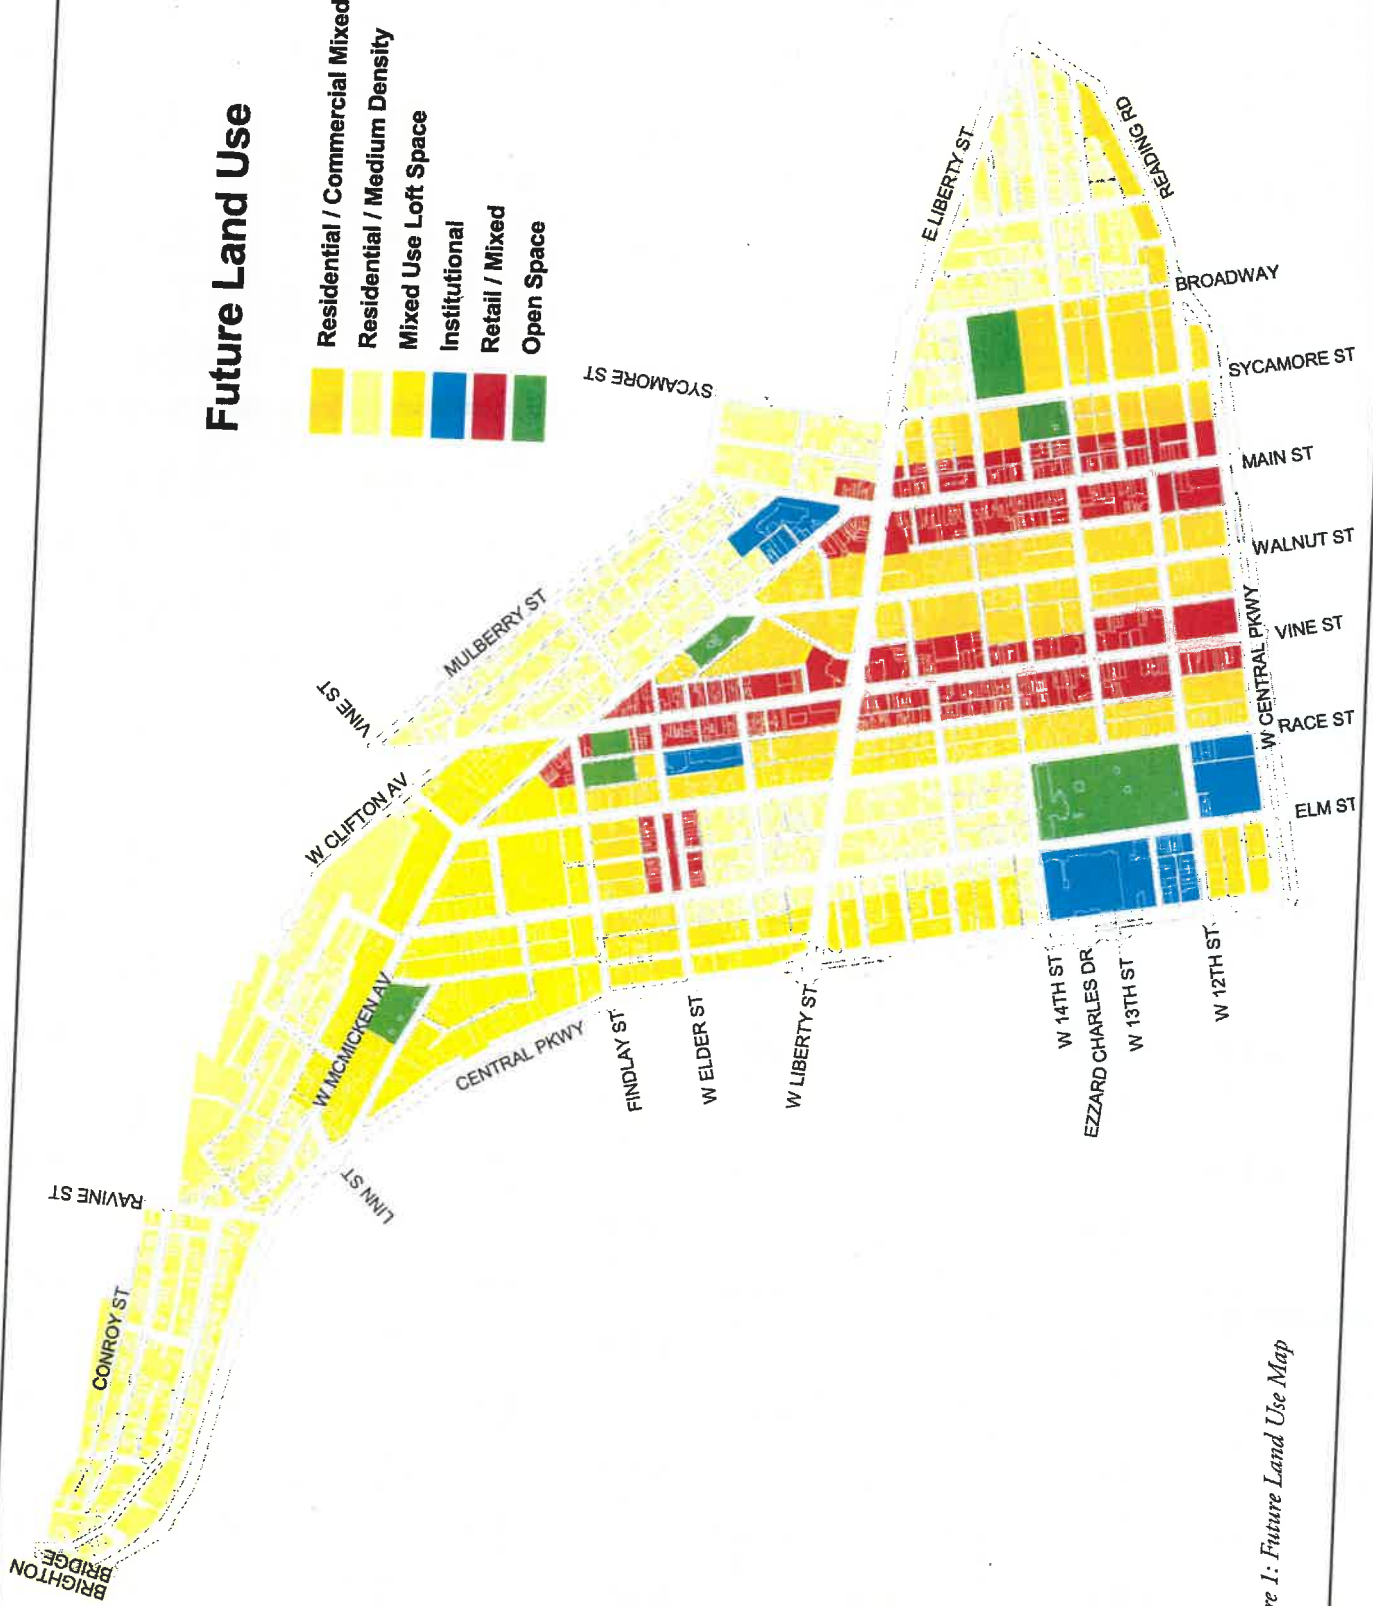 Future Land Use
Residential / Commercial Mixed
Residential / Medium Density
Mixed Use Loft Space
Institutional
Retail / Mixed
Open Space
SYCAMORE ST
E LIBERTY ST
READING RD
BROADWAY
SYCAMORE ST
MAIN ST
WALNUT ST
VINE ST
W CENTRAL PKWY
RACE ST
ELM ST
MULBERRY ST
VINE ST
W CLIFTON AV
W MCMICKEN AV
CENTRAL PKWY
FINDLAY ST
W ELDER ST
W LIBERTY ST
W 14TH ST
EZZARD CHARLES DR
W 13TH ST
W 12TH ST
LINN ST
RAVINE ST
CONROY ST
BRIGHTON
BRIDGE
re 1: Future Land Use Map